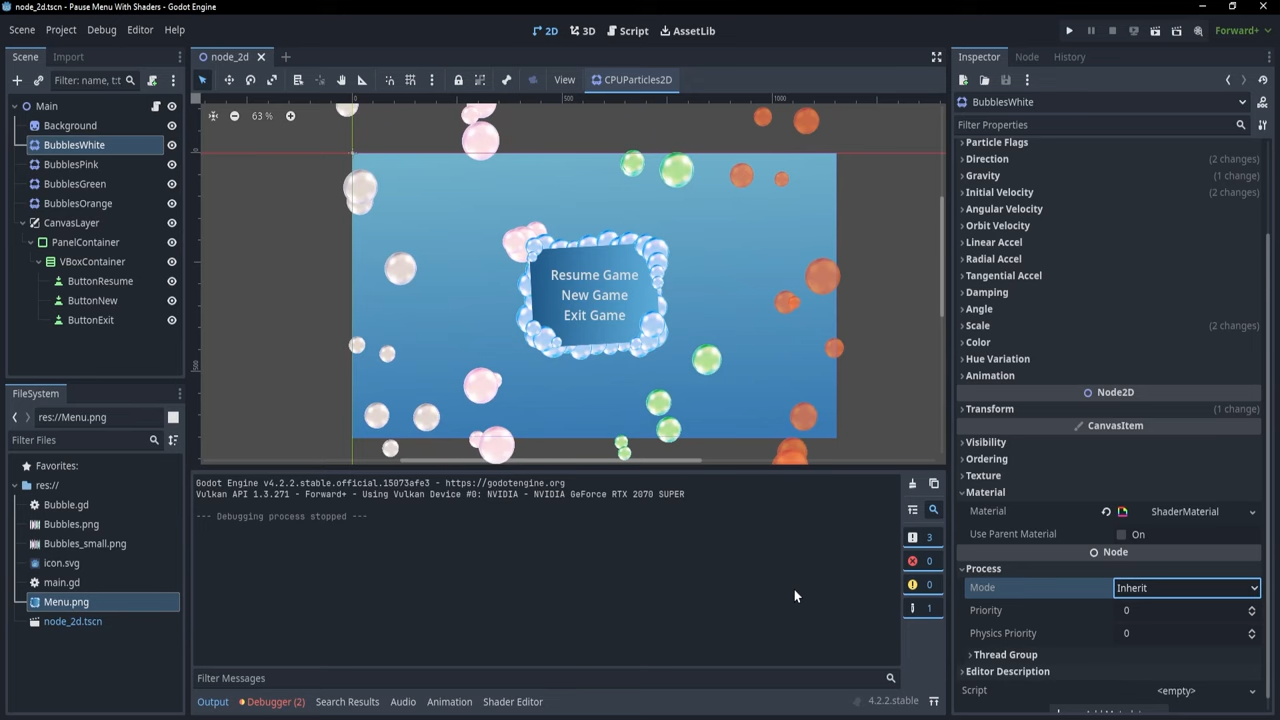 node_2d.tscn - Pause Menu With Shaders - Godot Engine
Scene Project Debug Editor Help
2D 3D Script AssetLib
Forward+
Scene Import
Filter: name, t:t
Main
Background
BubblesWhite
BubblesPink
BubblesGreen
BubblesOrange
CanvasLayer
PanelContainer
VBoxContainer
ButtonResume
ButtonNew
ButtonExit
FileSystem
res://Menu.png
Filter Files
Favorites:
res://
Bubble.gd
Bubbles.png
Bubbles_small.png
icon.svg
main.gd
Menu.png
node_2d.tscn
node_2d
View CPUParticles2D
0 500 1000
63 %
Resume Game
New Game
Exit Game
Godot Engine v4.2.2.stable.official.15073afe3 - https://godotengine.org
Vulkan API 1.3.271 - Forward+ - Using Vulkan Device #0: NVIDIA - NVIDIA GeForce RTX 2070 SUPER
--- Debugging process stopped ---
3
0
0
1
Filter Messages
Output Debugger (2) Search Results Audio Animation Shader Editor 4.2.2.stable
Inspector Node History
BubblesWhite
Filter Properties
Particle Flags
Direction (2 changes)
Gravity (1 change)
Initial Velocity (2 changes)
Angular Velocity
Orbit Velocity
Linear Accel
Radial Accel
Tangential Accel
Damping
Angle
Scale (2 changes)
Color
Hue Variation
Animation
Node2D
Transform (1 change)
CanvasItem
Visibility
Ordering
Texture
Material
Material ShaderMaterial
Use Parent Material On
Node
Process
Mode Inherit
Priority 0
Physics Priority 0
Thread Group
Editor Description
Script <empty>